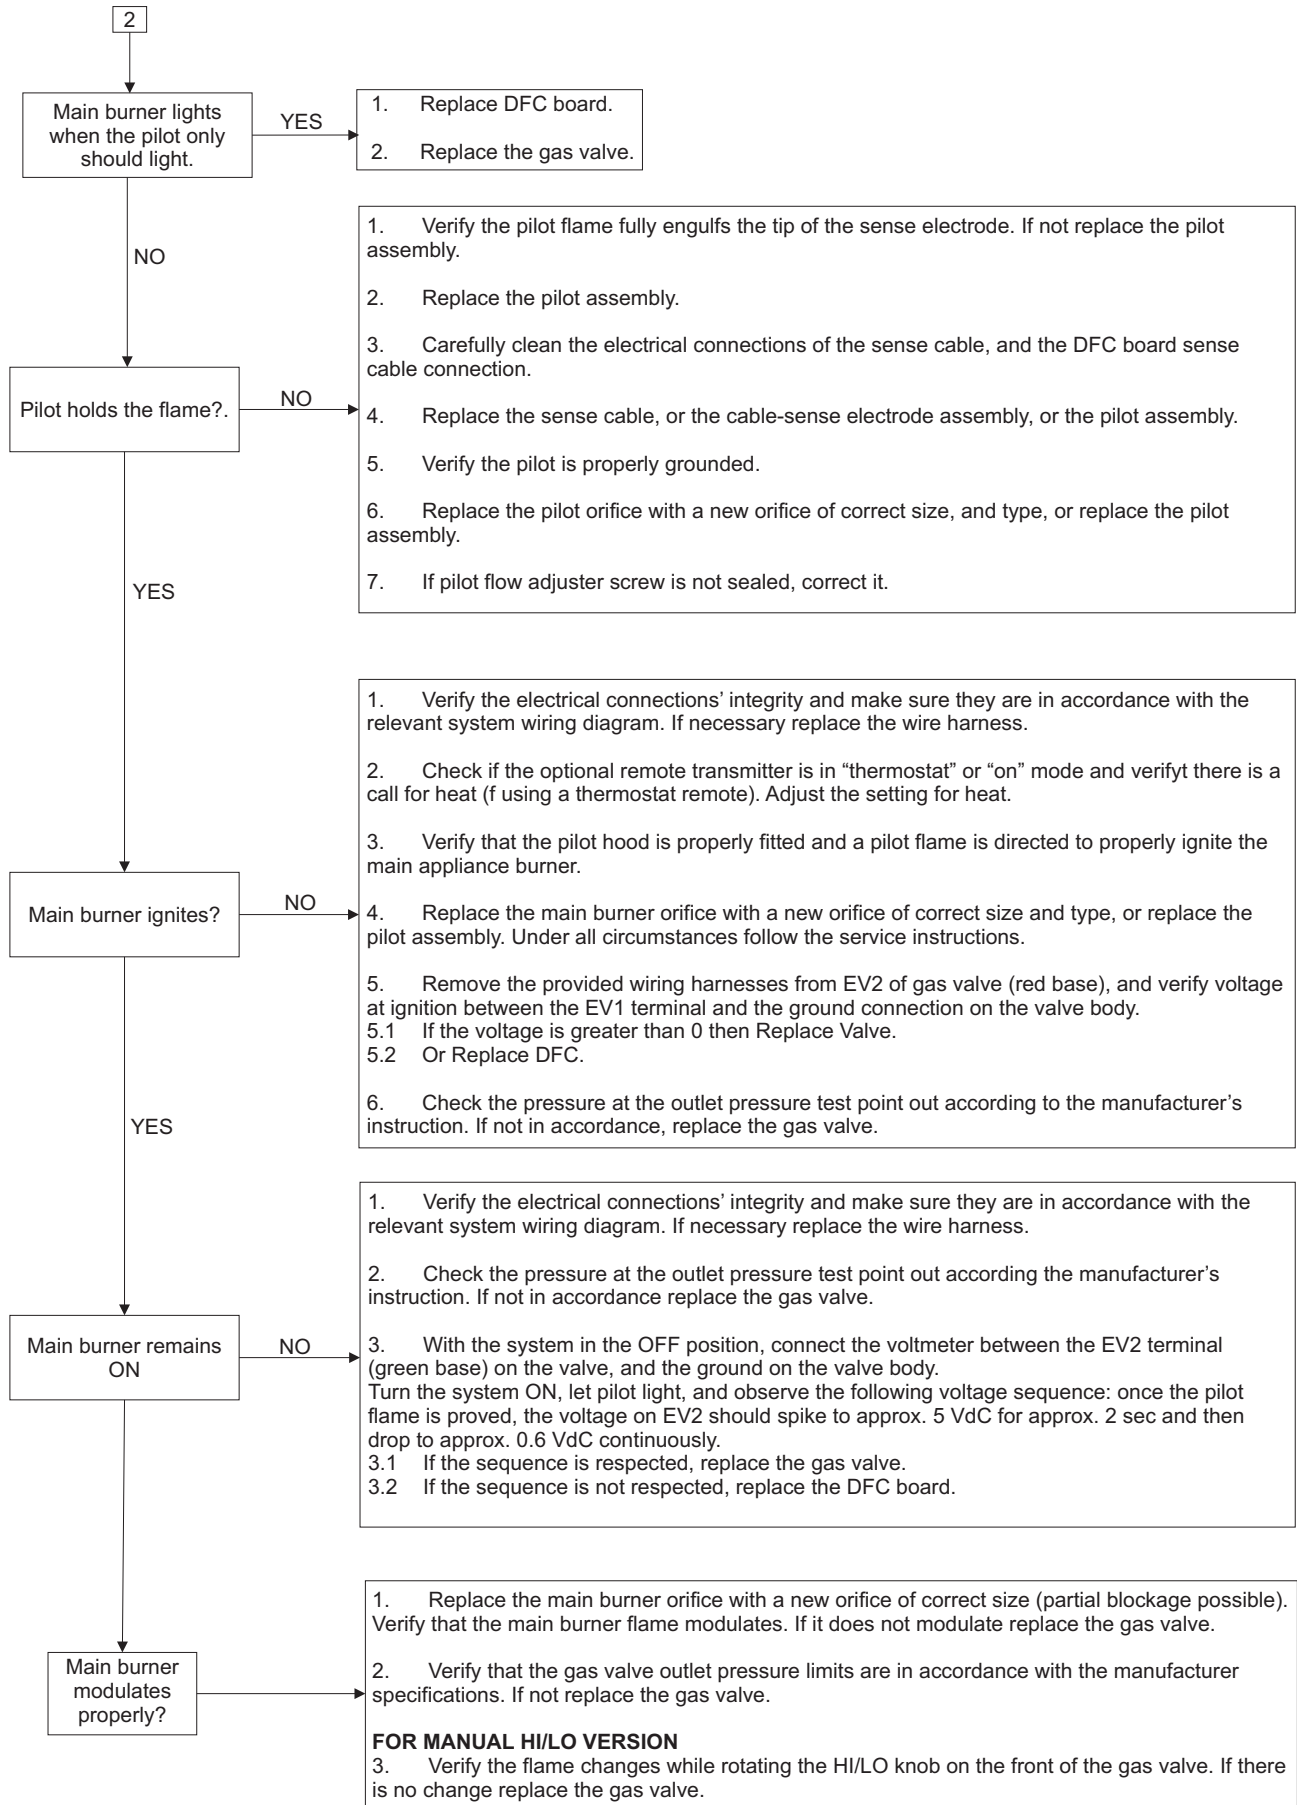 2
Main burner lights
when the pilot only
should light.
YES
1. Replace DFC board.
2. Replace the gas valve.
NO
1. Verify the pilot flame fully engulfs the tip of the sense electrode. If not replace the pilot
assembly.
2. Replace the pilot assembly.
3. Carefully clean the electrical connections of the sense cable, and the DFC board sense
cable connection.
4. Replace the sense cable, or the cable-sense electrode assembly, or the pilot assembly.
5. Verify the pilot is properly grounded.
6. Replace the pilot orifice with a new orifice of correct size, and type, or replace the pilot
assembly.
7. If pilot flow adjuster screw is not sealed, correct it.
Pilot holds the flame?.
NO
YES
1. Verify the electrical connections’ integrity and make sure they are in accordance with the
relevant system wiring diagram. If necessary replace the wire harness.
2. Check if the optional remote transmitter is in “thermostat” or “on” mode and verifyt there is a
call for heat (f using a thermostat remote). Adjust the setting for heat.
3. Verify that the pilot hood is properly fitted and a pilot flame is directed to properly ignite the
main appliance burner.
4. Replace the main burner orifice with a new orifice of correct size and type, or replace the
pilot assembly. Under all circumstances follow the service instructions.
5. Remove the provided wiring harnesses from EV2 of gas valve (red base), and verify voltage
at ignition between the EV1 terminal and the ground connection on the valve body.
5.1 If the voltage is greater than 0 then Replace Valve.
5.2 Or Replace DFC.
6. Check the pressure at the outlet pressure test point out according to the manufacturer’s
instruction. If not in accordance, replace the gas valve.
Main burner ignites?
NO
YES
1. Verify the electrical connections’ integrity and make sure they are in accordance with the
relevant system wiring diagram. If necessary replace the wire harness.
2. Check the pressure at the outlet pressure test point out according the manufacturer’s
instruction. If not in accordance replace the gas valve.
3. With the system in the OFF position, connect the voltmeter between the EV2 terminal
(green base) on the valve, and the ground on the valve body.
Turn the system ON, let pilot light, and observe the following voltage sequence: once the pilot
flame is proved, the voltage on EV2 should spike to approx. 5 VdC for approx. 2 sec and then
drop to approx. 0.6 VdC continuously.
3.1 If the sequence is respected, replace the gas valve.
3.2 If the sequence is not respected, replace the DFC board.
Main burner remains
ON
NO
1. Replace the main burner orifice with a new orifice of correct size (partial blockage possible).
Verify that the main burner flame modulates. If it does not modulate replace the gas valve.
2. Verify that the gas valve outlet pressure limits are in accordance with the manufacturer
specifications. If not replace the gas valve.
FOR MANUAL HI/LO VERSION
3. Verify the flame changes while rotating the HI/LO knob on the front of the gas valve. If there
is no change replace the gas valve.
Main burner
modulates
properly?